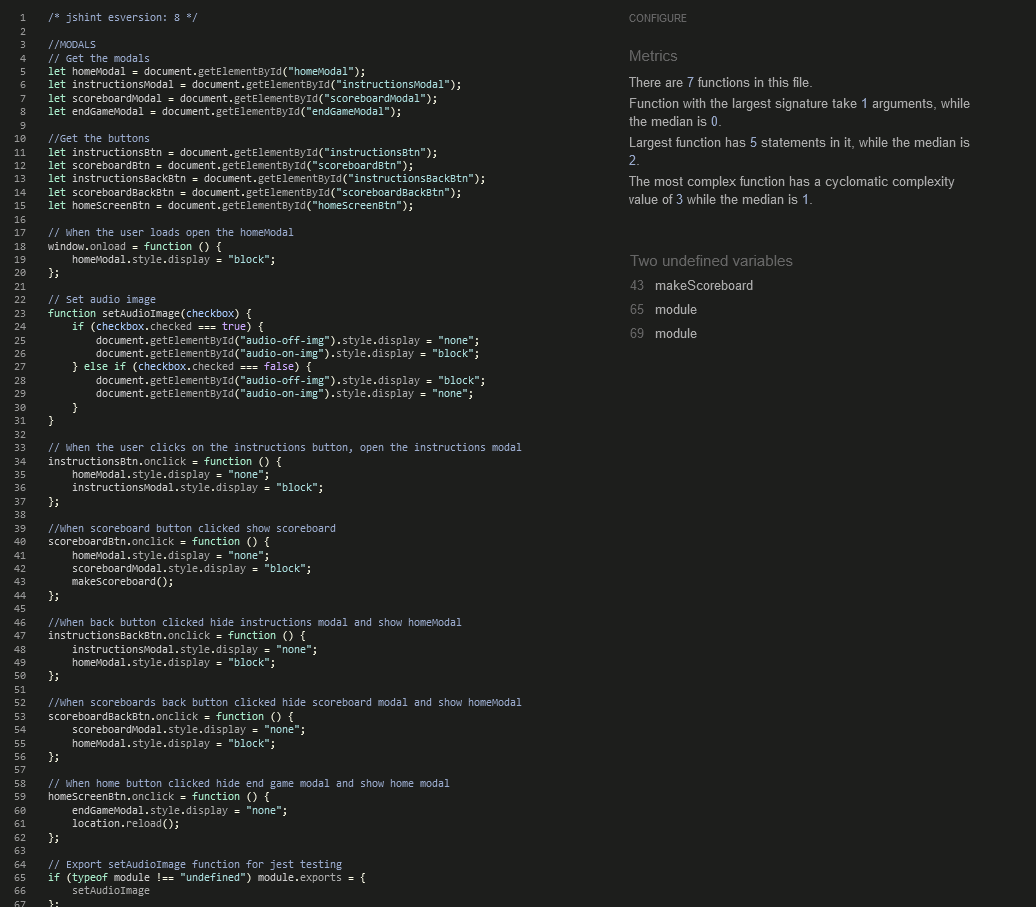 1 /* jshint esversion: 8 */
2
3 //MODALS
4 // Get the modals
5 let homeModal = document.getElementById("homeModal");
6 let instructionsModal = document.getElementById("instructionsModal");
7 let scoreboardModal = document.getElementById("scoreboardModal");
8 let endGameModal = document.getElementById("endGameModal");
9
10 //Get the buttons
11 let instructionsBtn = document.getElementById("instructionsBtn");
12 let scoreboardBtn = document.getElementById("scoreboardBtn");
13 let instructionsBackBtn = document.getElementById("instructionsBackBtn");
14 let scoreboardBackBtn = document.getElementById("scoreboardBackBtn");
15 let homeScreenBtn = document.getElementById("homeScreenBtn");
16
17 // When the user loads open the homeModal
18 window.onload = function () {
19     homeModal.style.display = "block";
20 };
21
22 // Set audio image
23 function setAudioImage(checkbox) {
24     if (checkbox.checked === true) {
25         document.getElementById("audio-off-img").style.display = "none";
26         document.getElementById("audio-on-img").style.display = "block";
27     } else if (checkbox.checked === false) {
28         document.getElementById("audio-off-img").style.display = "block";
29         document.getElementById("audio-on-img").style.display = "none";
30     }
31 }
32
33 // When the user clicks on the instructions button, open the instructions modal
34 instructionsBtn.onclick = function () {
35     homeModal.style.display = "none";
36     instructionsModal.style.display = "block";
37 };
38
39 //When scoreboard button clicked show scoreboard
40 scoreboardBtn.onclick = function () {
41     homeModal.style.display = "none";
42     scoreboardModal.style.display = "block";
43     makeScoreboard();
44 };
45
46 //When back button clicked hide instructions modal and show homeModal
47 instructionsBackBtn.onclick = function () {
48     instructionsModal.style.display = "none";
49     homeModal.style.display = "block";
50 };
51
52 //When scoreboards back button clicked hide scoreboard modal and show homeModal
53 scoreboardBackBtn.onclick = function () {
54     scoreboardModal.style.display = "none";
55     homeModal.style.display = "block";
56 };
57
58 // When home button clicked hide end game modal and show home modal
59 homeScreenBtn.onclick = function () {
60     endGameModal.style.display = "none";
61     location.reload();
62 };
63
64 // Export setAudioImage function for jest testing
65 if (typeof module !== "undefined") module.exports = {
66     setAudioImage
67 };
CONFIGURE
Metrics
There are 7 functions in this file.
Function with the largest signature take 1 arguments, while
the median is 0.
Largest function has 5 statements in it, while the median is
2.
The most complex function has a cyclomatic complexity
value of 3 while the median is 1.
Two undefined variables
43 makeScoreboard
65 module
69 module